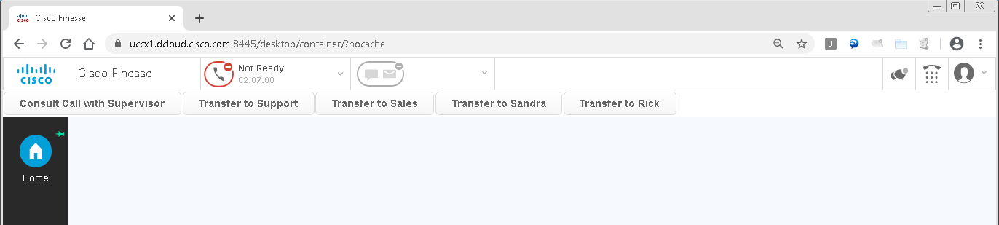 Cisco Finesse
uccx1.dcloud.cisco.com:8445/desktop/container/?nocache
J
CISCO
Cisco Finesse
Not Ready
02:07:00
Consult Call with Supervisor
Transfer to Support
Transfer to Sales
Transfer to Sandra
Transfer to Rick
Home